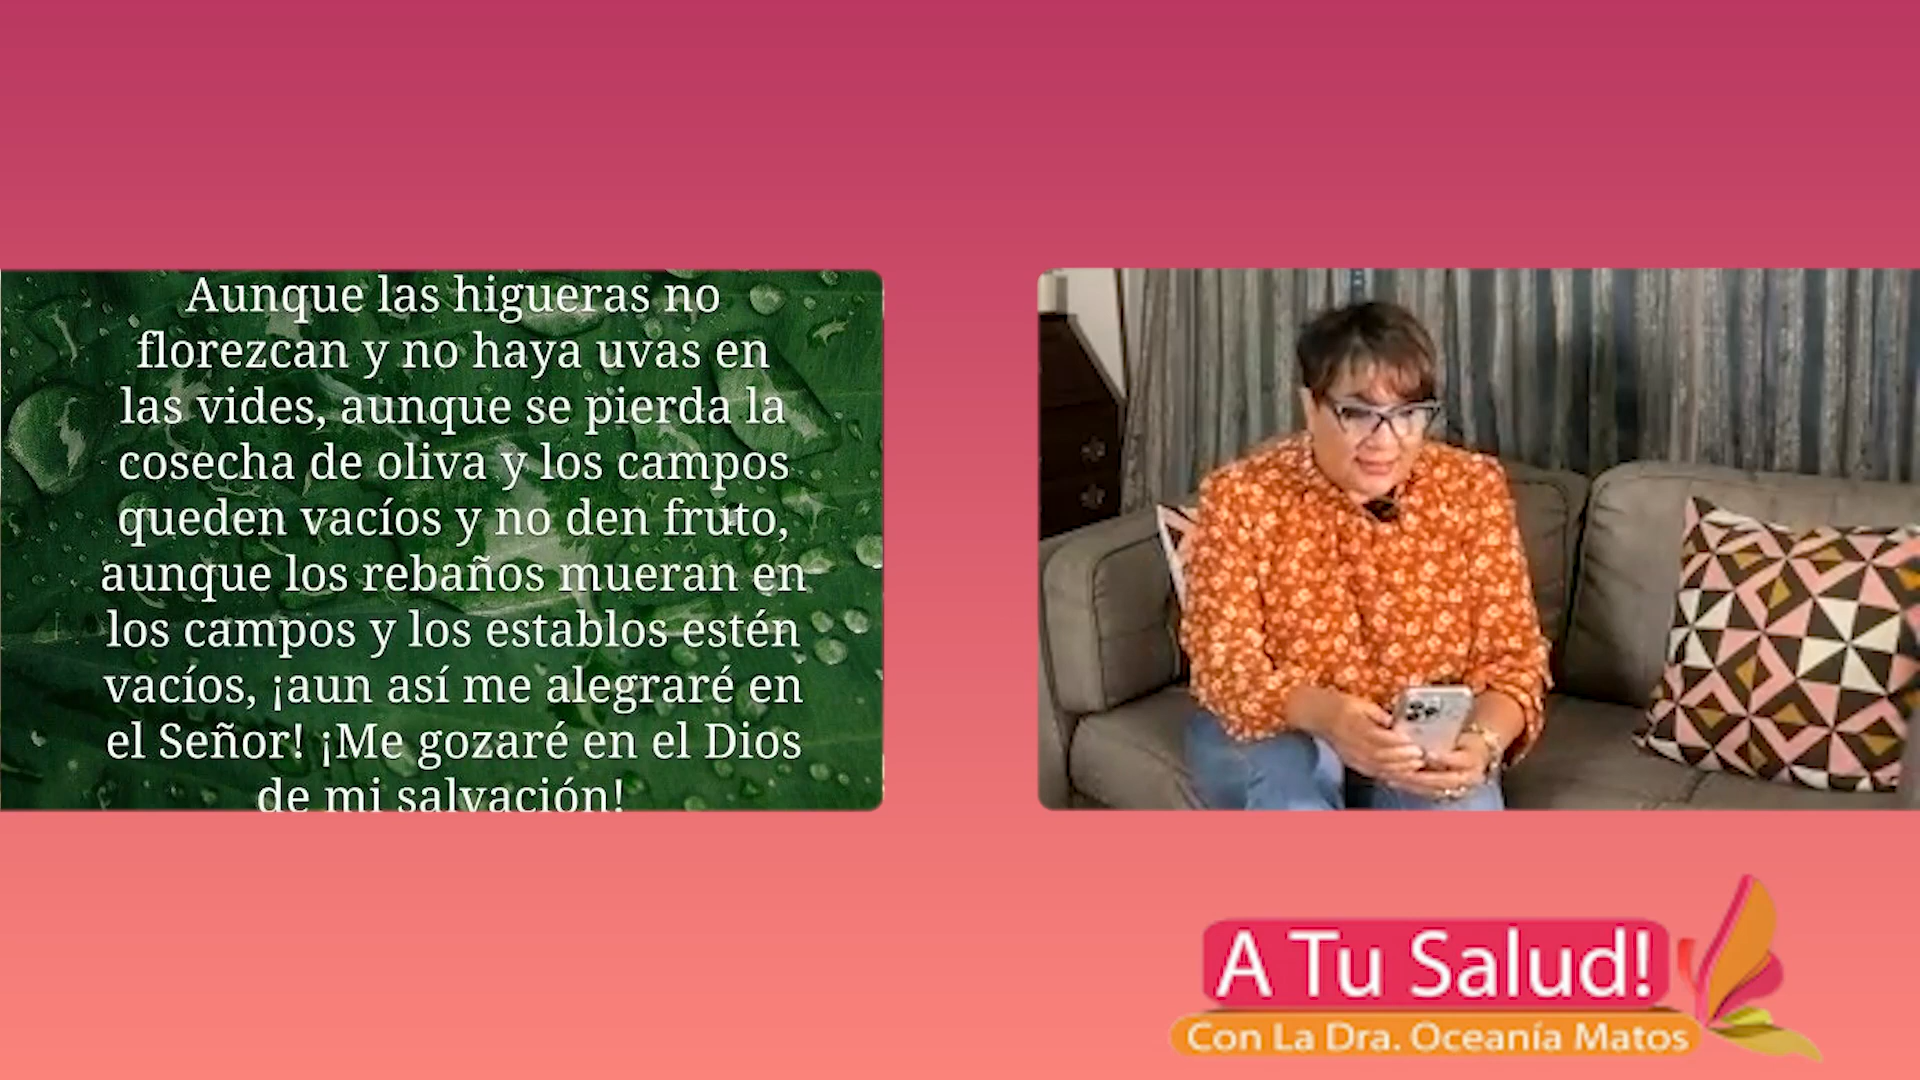 Aunque las higueras no
florezcan y no haya uvas en
las vides, aunque se pierda la
cosecha de oliva y los campos
queden vacíos y no den fruto,
aunque los rebaños mueran en
los campos y los establos estén
vacíos, ¡aun así me alegraré en
el Señor! ¡Me gozaré en el Dios
de mi salvación!
A Tu Salud!
Con La Dra. Oceanía Matos